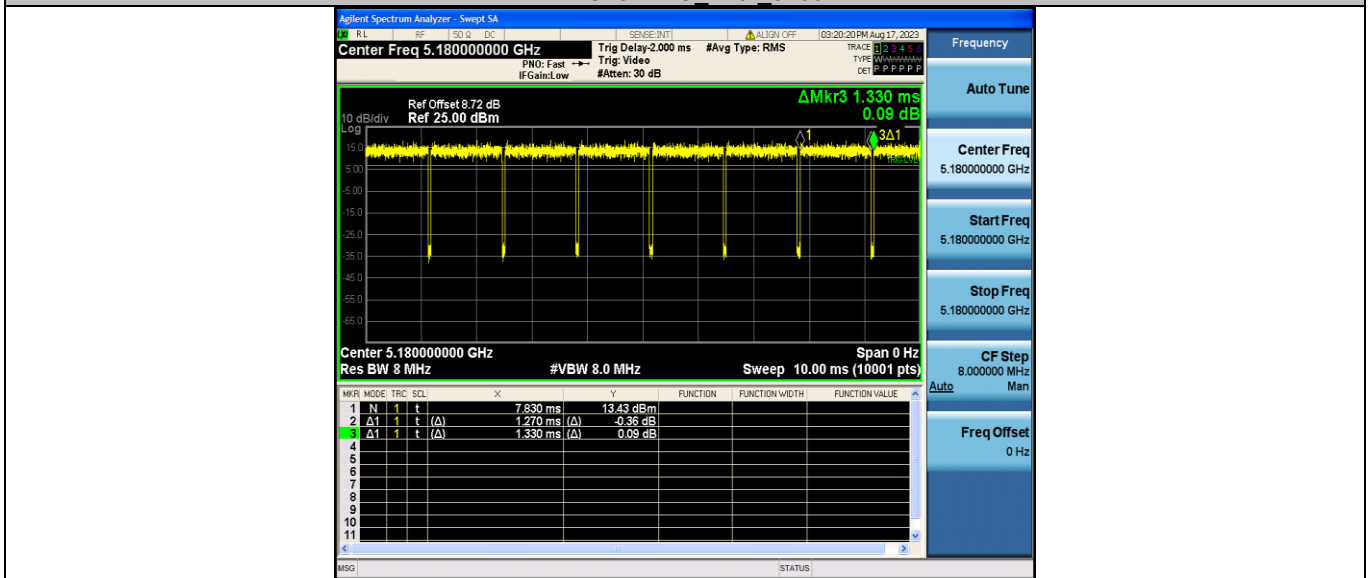 Agilent Spectrum Analyzer - Swept SA
RL RF 50 Ω DC SENSE:INT ALIGN OFF 03:20:20 PM Aug 17, 2023
Center Freq 5.180000000 GHz
PNO: Fast
IFGain:Low
Trig Delay-2.000 ms
Trig: Video
#Atten: 30 dB
#Avg Type: RMS
TRACE 1 2 3 4 5 6
TYPE
DET P P P P P P
Frequency
ΔMkr3 1.330 ms
0.09 dB
Ref Offset 8.72 dB
10 dB/div Ref 25.00 dBm
Log
1 3Δ1
15.0
5.00
-5.00
-15.0
-25.0
-35.0
-45.0
-55.0
-65.0
Center 5.180000000 GHz Span 0 Hz
Res BW 8 MHz #VBW 8.0 MHz Sweep 10.00 ms (10001 pts)
MKR MODE TRC SCL X Y FUNCTION FUNCTION WIDTH FUNCTION VALUE
1 N 1 t 7.830 ms 13.43 dBm
2 Δ1 1 t (Δ) 1.270 ms (Δ) -0.36 dB
3 Δ1 1 t (Δ) 1.330 ms (Δ) 0.09 dB
4
5
6
7
8
9
10
11
Auto Tune
Center Freq
5.180000000 GHz
Start Freq
5.180000000 GHz
Stop Freq
5.180000000 GHz
CF Step
8.000000 MHz
Auto Man
Freq Offset
0 Hz
MSG STATUS